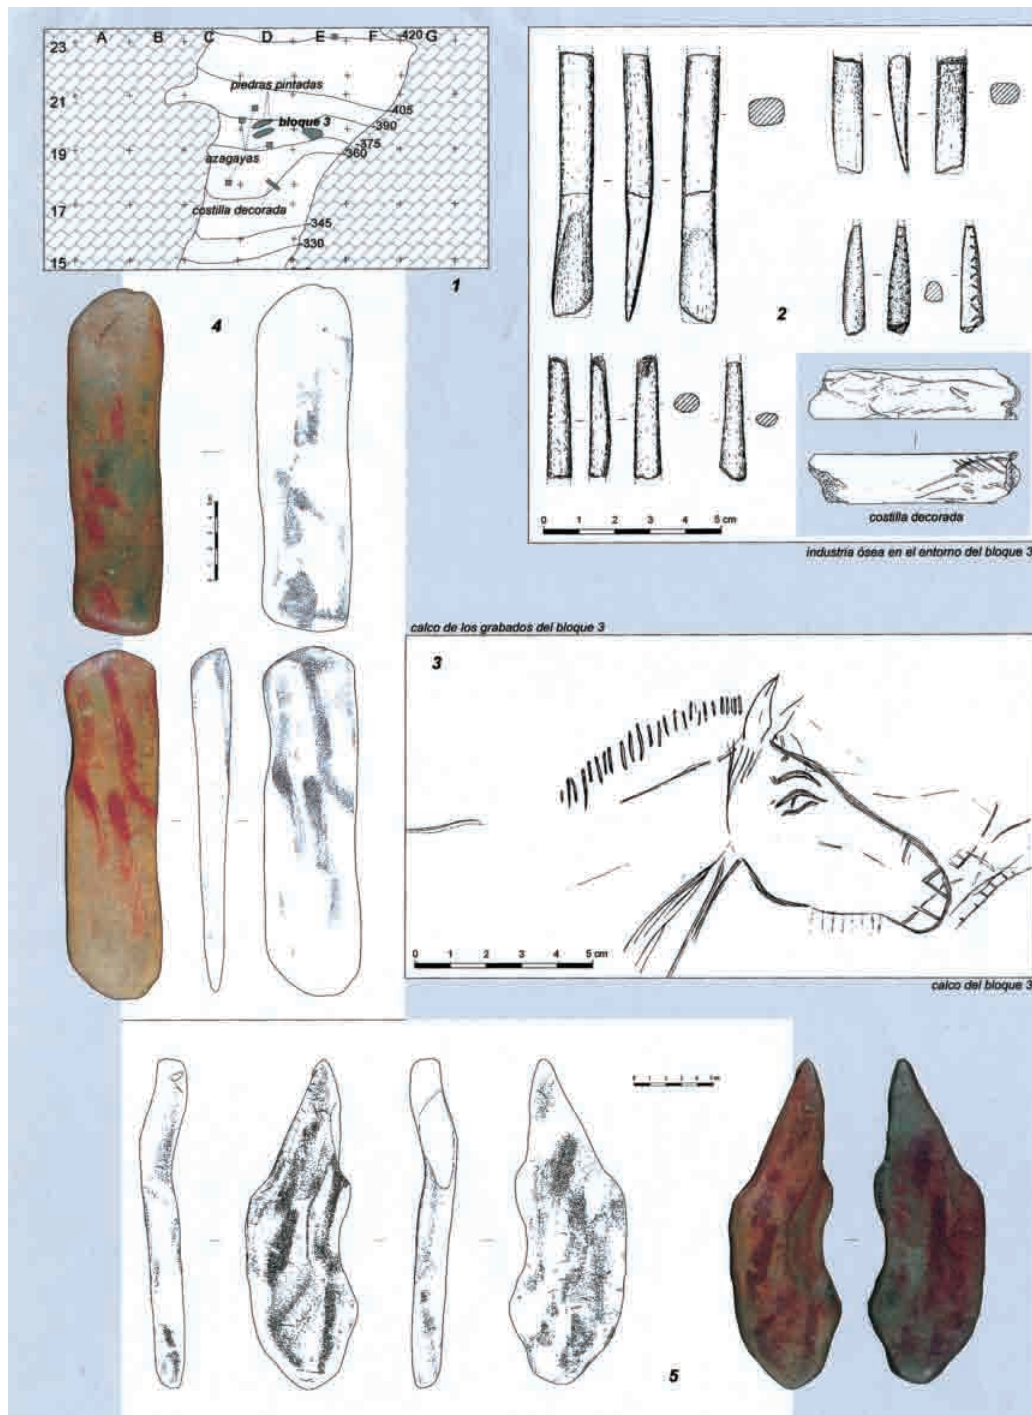 A B C D E F -420 G
23
piedras pintadas
21
-405
bloque 3
-390
19
-375
azagayas
-360
17
costilla decorada
-345
-330
15
1
2
0 1 2 3 4 5 cm
costilla decorada
industria ósea en el entorno del bloque 3
4
calco de los grabados del bloque 3
3
0 1 2 3 4 5 cm
calco del bloque 3
5